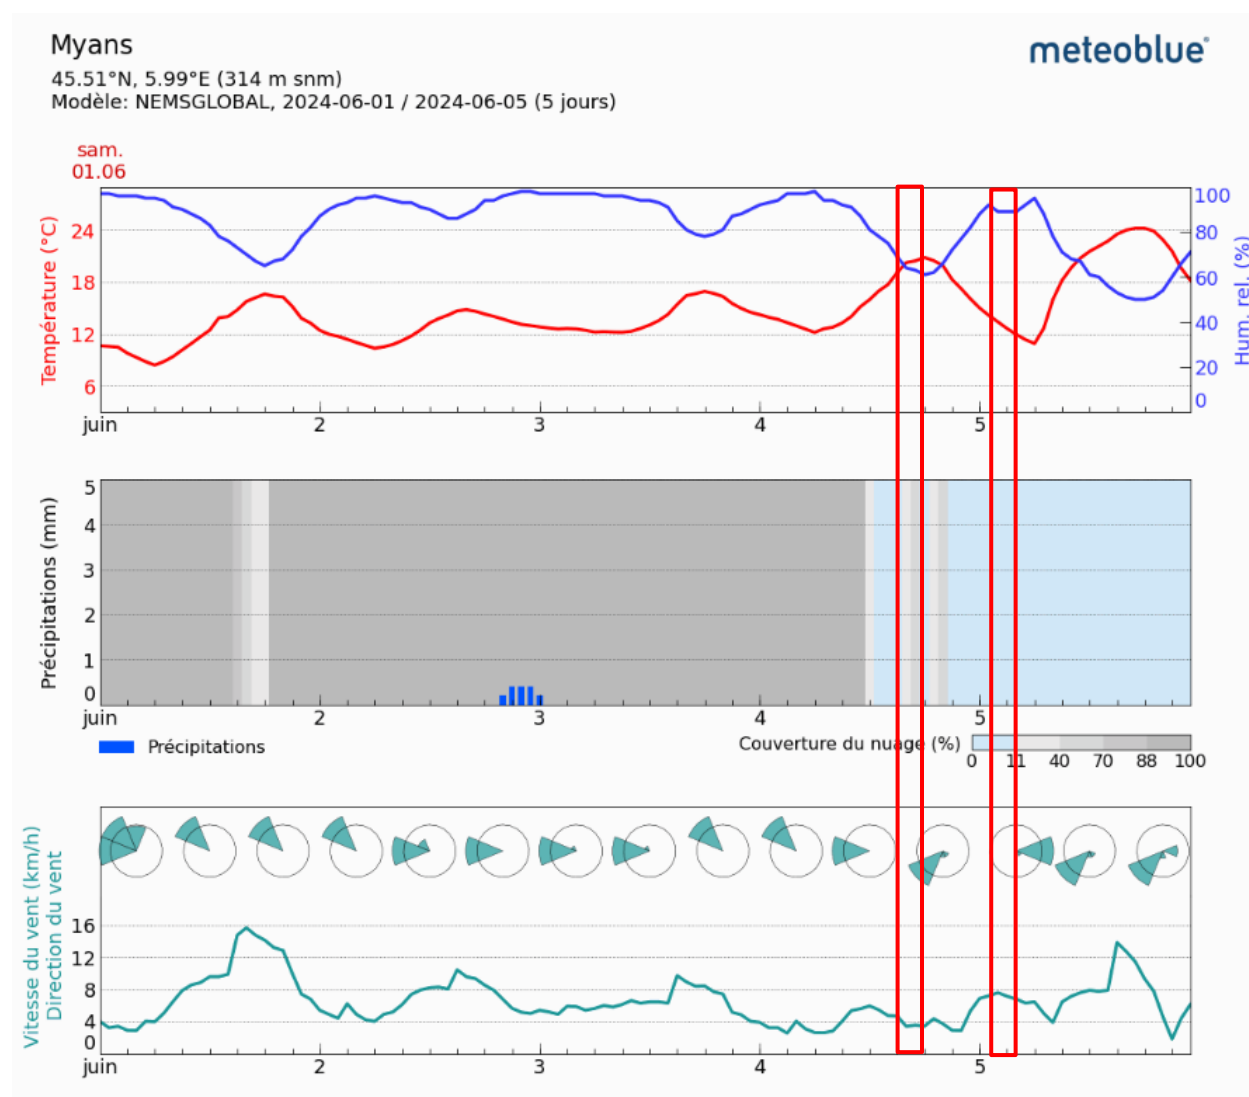 Myans
meteoblue
45.51°N, 5.99°E (314 m snm)
Modèle: NEMSGLOBAL, 2024-06-01 / 2024-06-05 (5 jours)
sam.
01.06
Température (°C)
24
18
12
6
100
80
60
40
20
0
Hum. rel. (%)
juin 2 3 4 5
Précipitations (mm)
5
4
3
2
1
0
juin 2 3 4 5
Précipitations
Couverture du nuage (%)
0 11 40 70 88 100
Vitesse du vent (km/h)
Direction du vent
16
12
8
4
0
juin 2 3 4 5